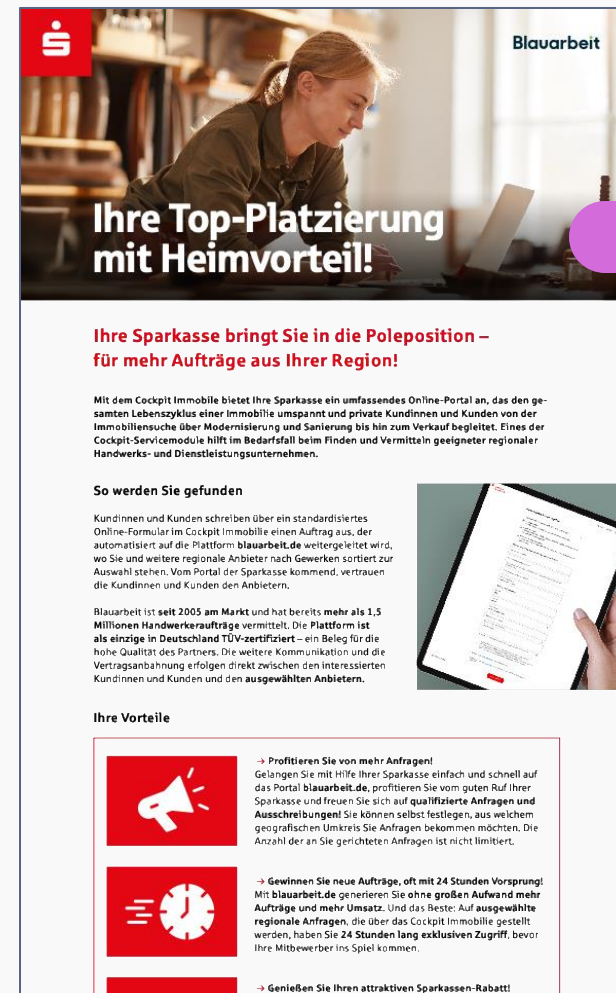 Blauarbeit
Ihre Top-Platzierung
mit Heimvorteil!
Ihre Sparkasse bringt Sie in die Poleposition –
für mehr Aufträge aus Ihrer Region!
Mit dem Cockpit Immobile bietet Ihre Sparkasse ein umfassendes Online-Portal an, das den ge-
samten Lebenszyklus einer Immobilie umspannt und private Kundinnen und Kunden von der
Immobiliensuche über Modernisierung und Sanierung bis hin zum Verkauf begleitet. Eines der
Cockpit-Servicemodule hilft im Bedarfsfall beim Finden und Vermitteln geeigneter regionaler
Handwerks- und Dienstleistungsunternehmen.
So werden Sie gefunden
Kundinnen und Kunden schreiben über ein standardisiertes
Online-Formular im Cockpit Immobilie einen Auftrag aus, der
automatisiert auf die Plattform blauarbeit.de weitergeleitet wird,
wo Sie und weitere regionale Anbieter nach Gewerken sortiert zur
Auswahl stehen. Vom Portal der Sparkasse kommend, vertrauen
die Kundinnen und Kunden den Anbietern.
Blauarbeit ist seit 2005 am Markt und hat bereits mehr als 1,5
Millionen Handwerkeraufträge vermittelt. Die Plattform ist
als einzige in Deutschland TÜV-zertifiziert – ein Beleg für die
hohe Qualität des Partners. Die weitere Kommunikation und die
Vertragsanbahnung erfolgen direkt zwischen den interessierten
Kundinnen und Kunden und den ausgewählten Anbietern.
Ihre Vorteile
→ Profitieren Sie von mehr Anfragen!
Gelangen Sie mit Hilfe Ihrer Sparkasse einfach und schnell auf
das Portal blauarbeit.de, profitieren Sie vom guten Ruf Ihrer
Sparkasse und freuen Sie sich auf qualifizierte Anfragen und
Ausschreibungen! Sie können selbst festlegen, aus welchem
geografischen Umkreis Sie Anfragen bekommen möchten. Die
Anzahl der an Sie gerichteten Anfragen ist nicht limitiert.
→ Gewinnen Sie neue Aufträge, oft mit 24 Stunden Vorsprung!
Mit blauarbeit.de generieren Sie ohne großen Aufwand mehr
Aufträge und mehr Umsatz. Und das Beste: Auf ausgewählte
regionale Anfragen, die über das Cockpit Immobilie gestellt
werden, haben Sie 24 Stunden lang exklusiven Zugriff, bevor
Ihre Mitbewerber ins Spiel kommen.
→ Genießen Sie Ihren attraktiven Sparkassen-Rabatt!